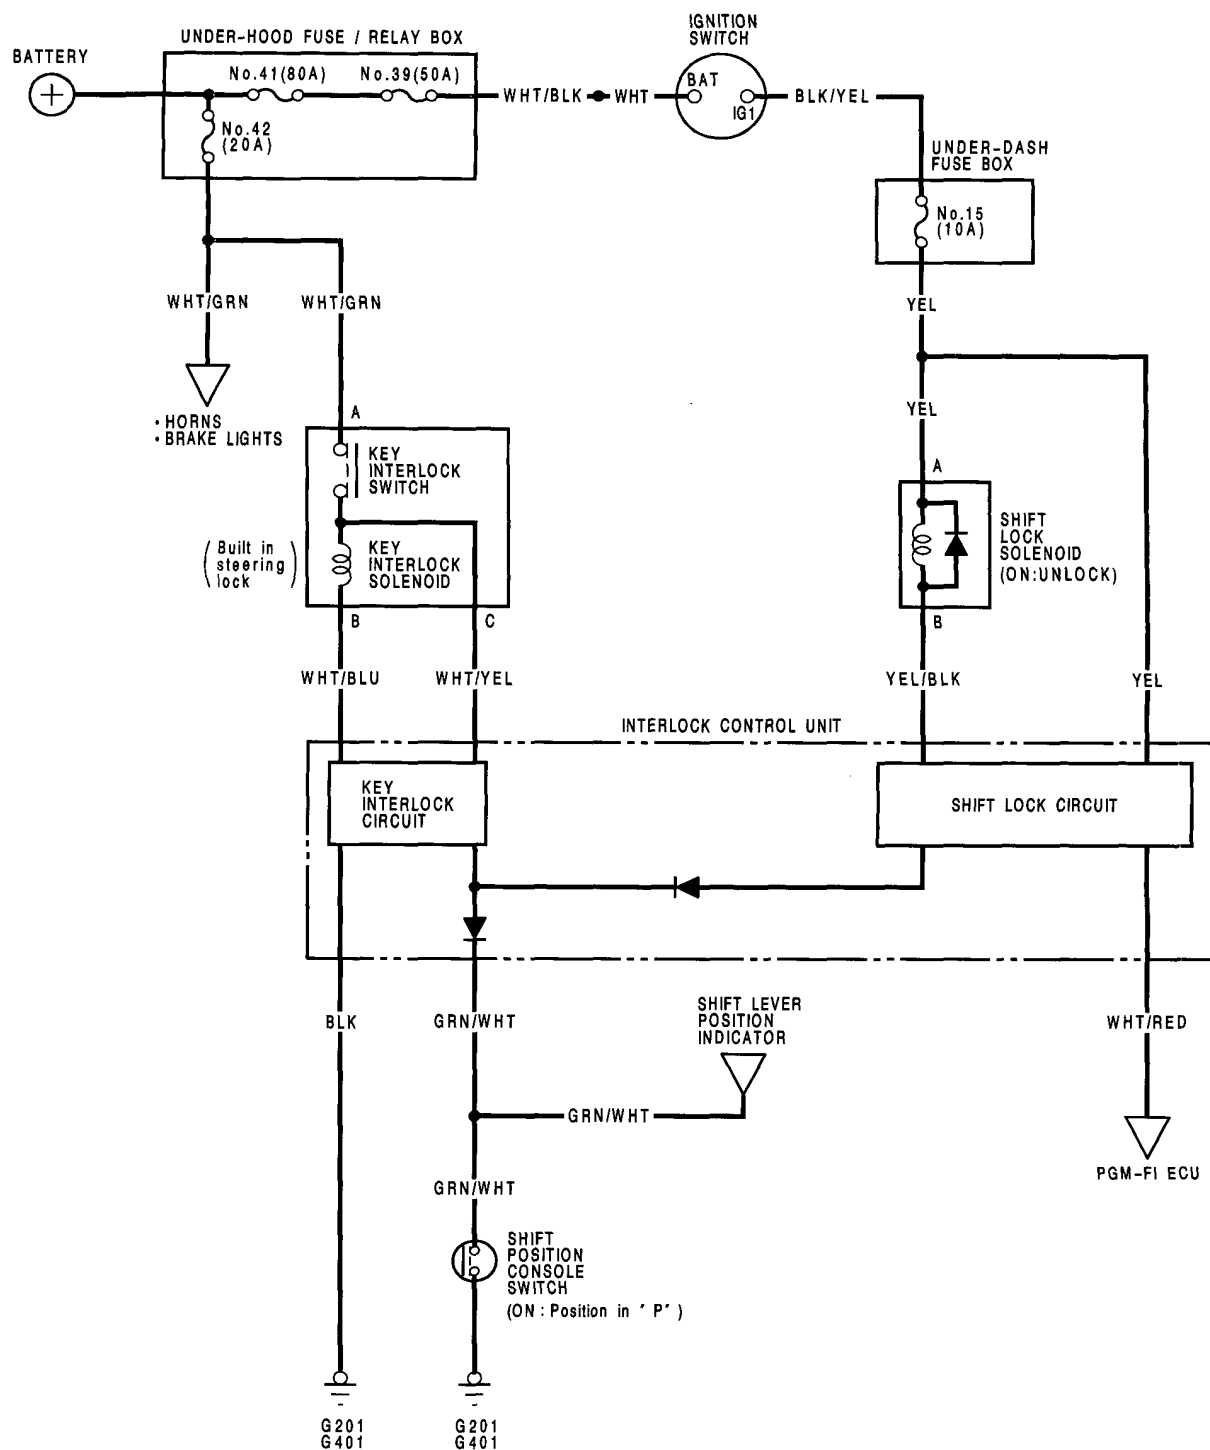 IGNITION
SWITCH
UNDER-HOOD FUSE / RELAY BOX
BATTERY
No.41(80A)
No.39(50A)
WHT/BLK
WHT
BAT
IG1
BLK/YEL
No.42
(20A)
UNDER-DASH
FUSE BOX
No.15
(10A)
WHT/GRN
WHT/GRN
YEL
A
• HORNS
• BRAKE LIGHTS
YEL
KEY
INTERLOCK
SWITCH
A
(Built in
steering
lock)
KEY
INTERLOCK
SOLENOID
SHIFT
LOCK
SOLENOID
(ON:UNLOCK)
B
C
B
WHT/BLU
WHT/YEL
YEL/BLK
YEL
INTERLOCK CONTROL UNIT
KEY
INTERLOCK
CIRCUIT
SHIFT LOCK CIRCUIT
BLK
GRN/WHT
SHIFT LEVER
POSITION
INDICATOR
WHT/RED
GRN/WHT
PGM-FI ECU
GRN/WHT
SHIFT
POSITION
CONSOLE
SWITCH
(ON : Position in ' P' )
G201
G401
G201
G401